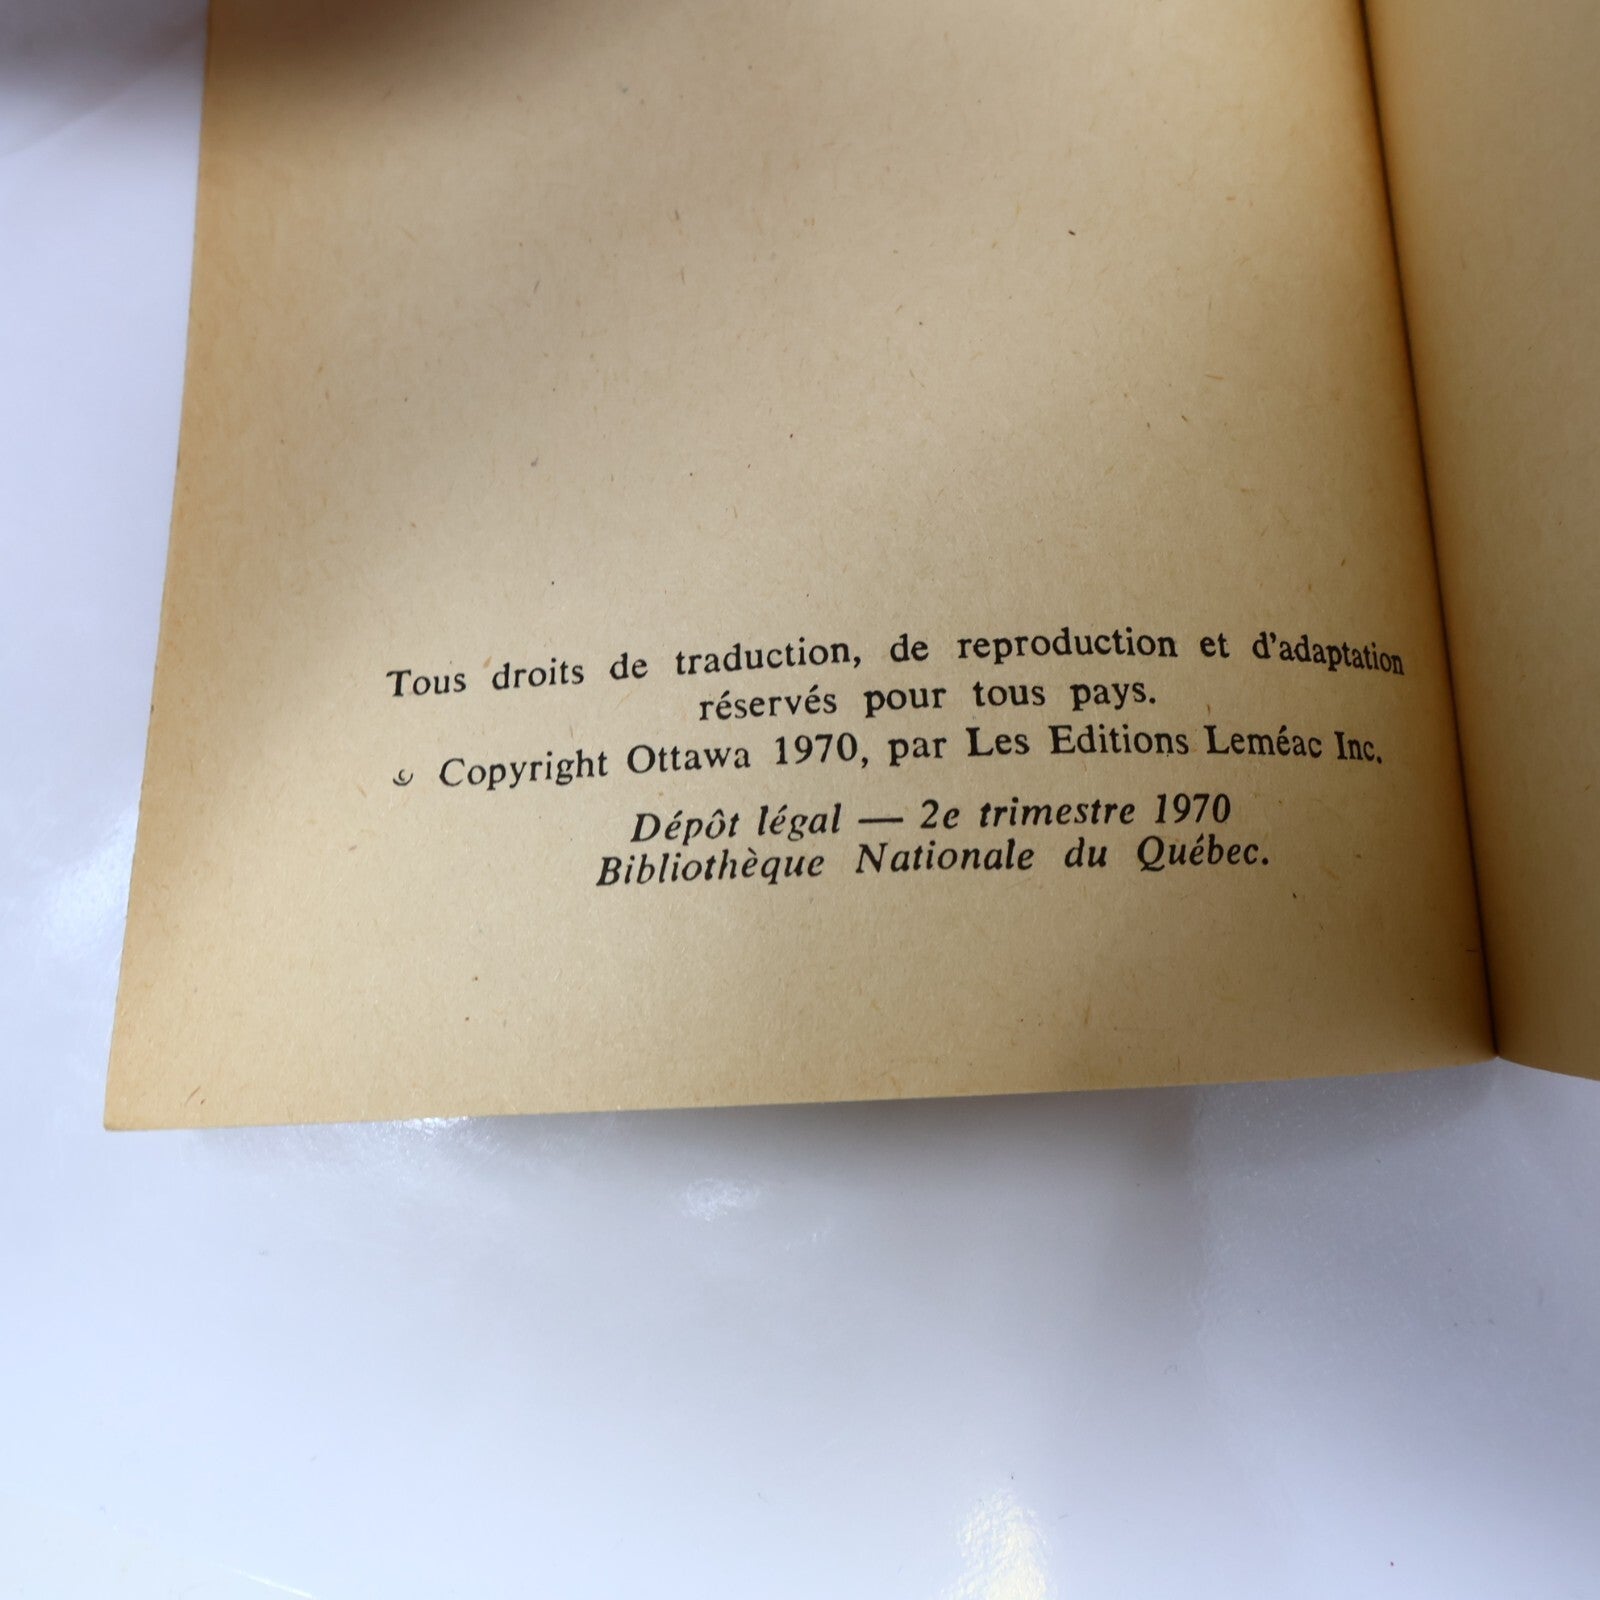 Tous droits de traduction, de reproduction et d'adaptation
réservés pour tous pays.
© Copyright Ottawa 1970, par Les Editions Leméac Inc.
Dépôt légal — 2e trimestre 1970
Bibliothèque Nationale du Québec.